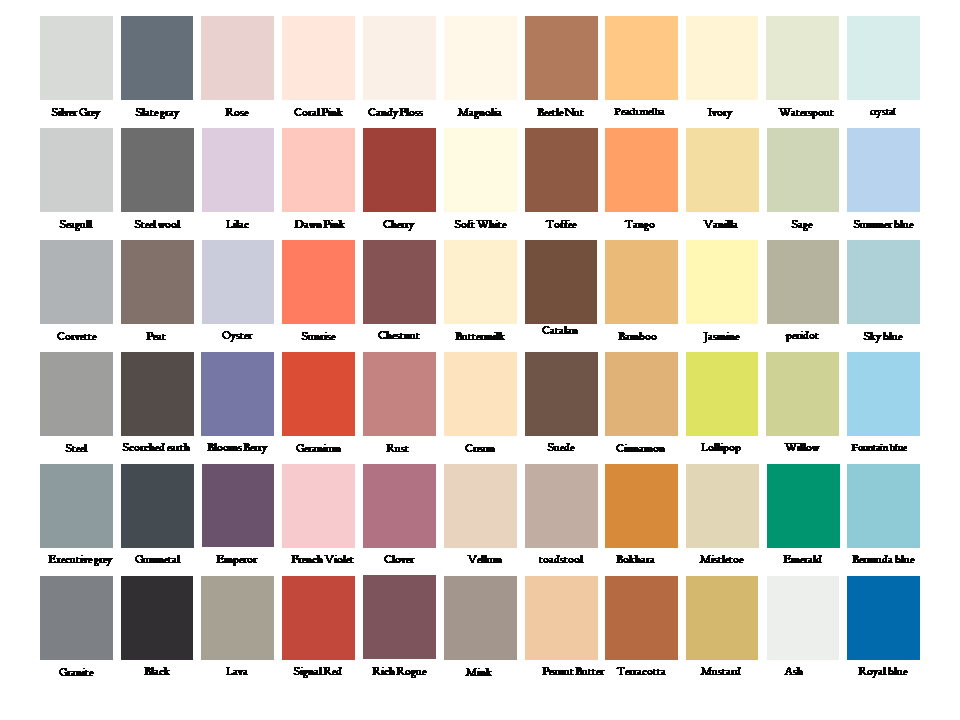 Silver Grey Slate gray Rose Coral Pink Candy Floss Magnolia Beetle Nut Peach melba Ivory Waterspout crystal
Seagull Steel wool Lilac Dawn Pink Cherry Soft White Toffee Tango Vanilla Sage Summer blue
Corvette Peat Oyster Sunrise Chestnut Buttermilk Catalan Bamboo Jasmine peridot Sky blue
Steel Scorched earth Blooms Berry Geranium Rust Cream Suede Cinnamon Lollipop Willow Fountain blue
Executive grey Gunmetal Emperor French Violet Clover Vellum toadstool Bokhara Mistletoe Emerald Bermuda blue
Granite Black Lava Signal Red Rich Rogue Mink Peanut Butter Terracotta Mustard Ash Royal blue